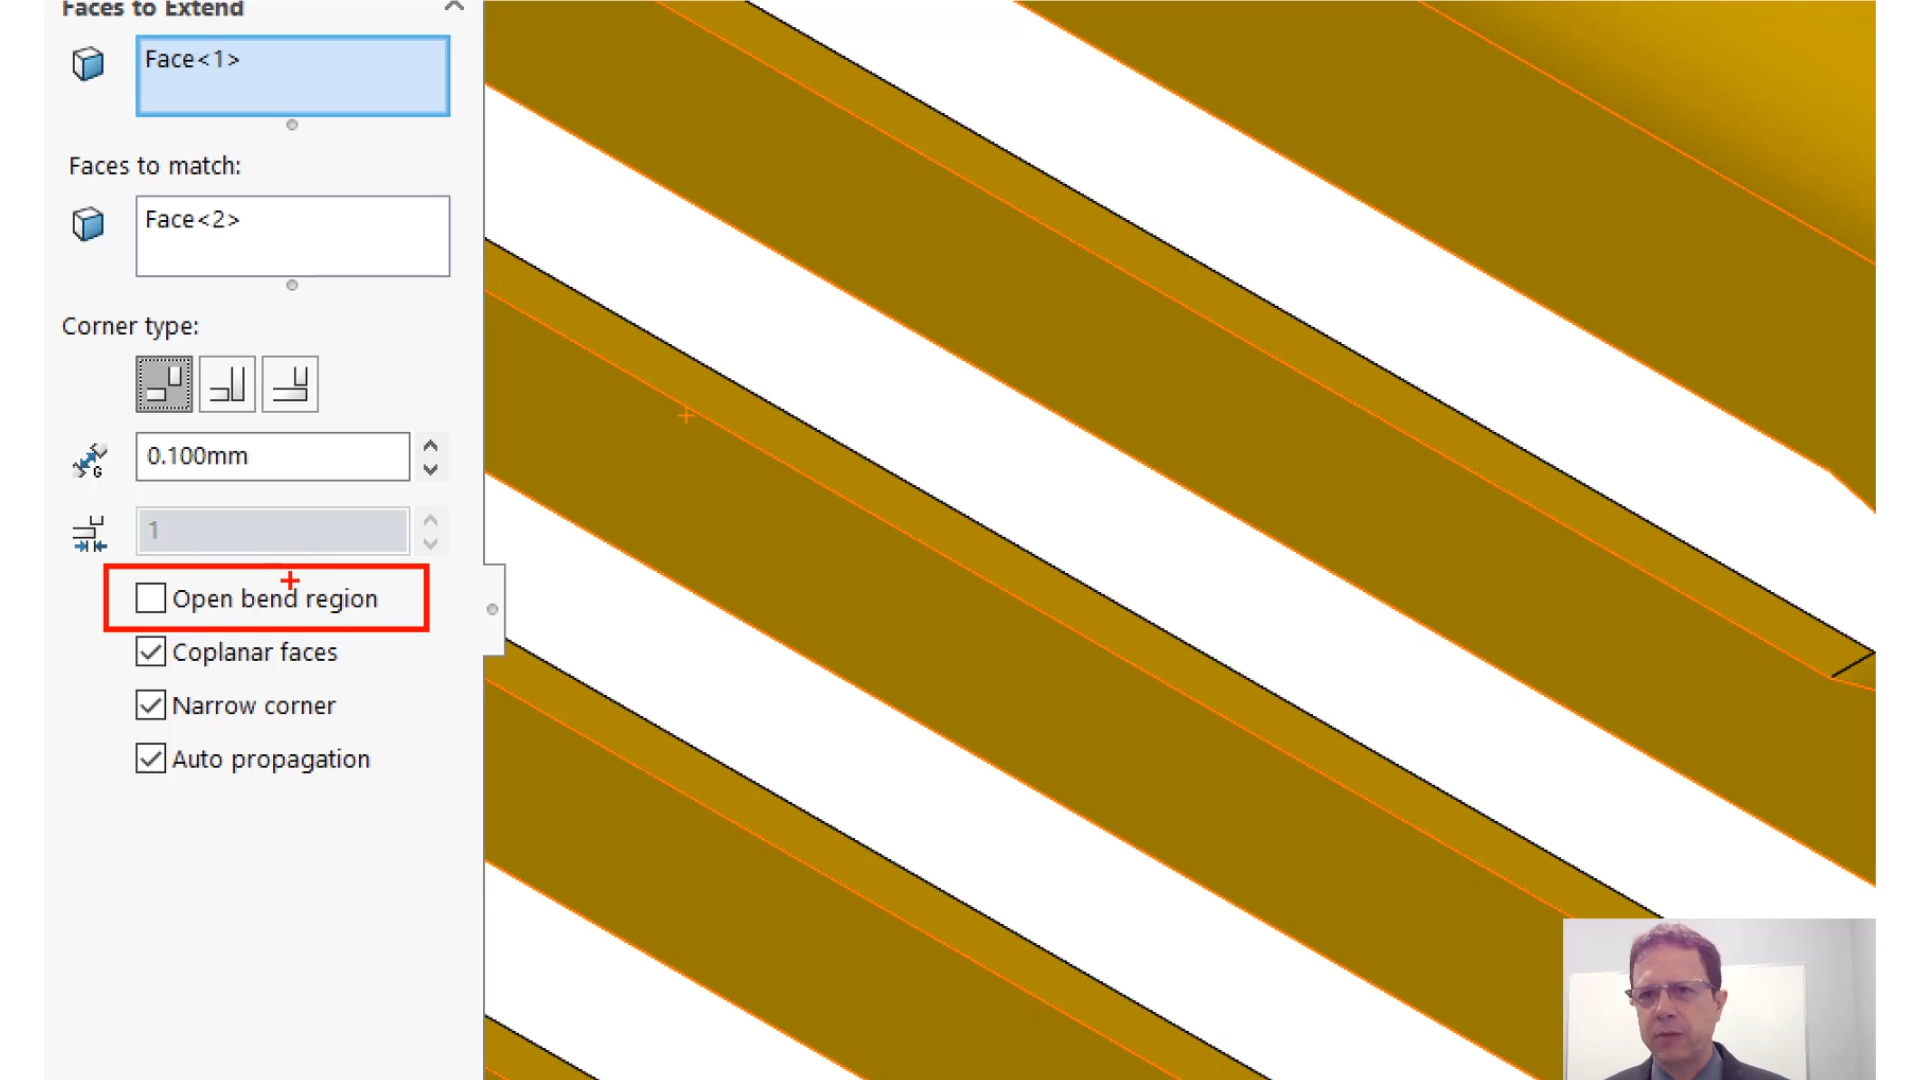 Faces to Extend
Face<1>
Faces to match:
Face<2>
Corner type:
0.100mm
G
1
Open bend region
Coplanar faces
Narrow corner
Auto propagation